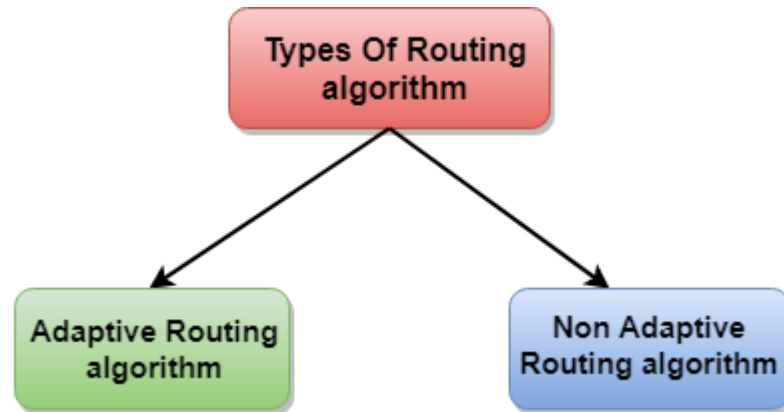 Types Of Routing
algorithm
Adaptive Routing
algorithm
Non Adaptive
Routing algorithm